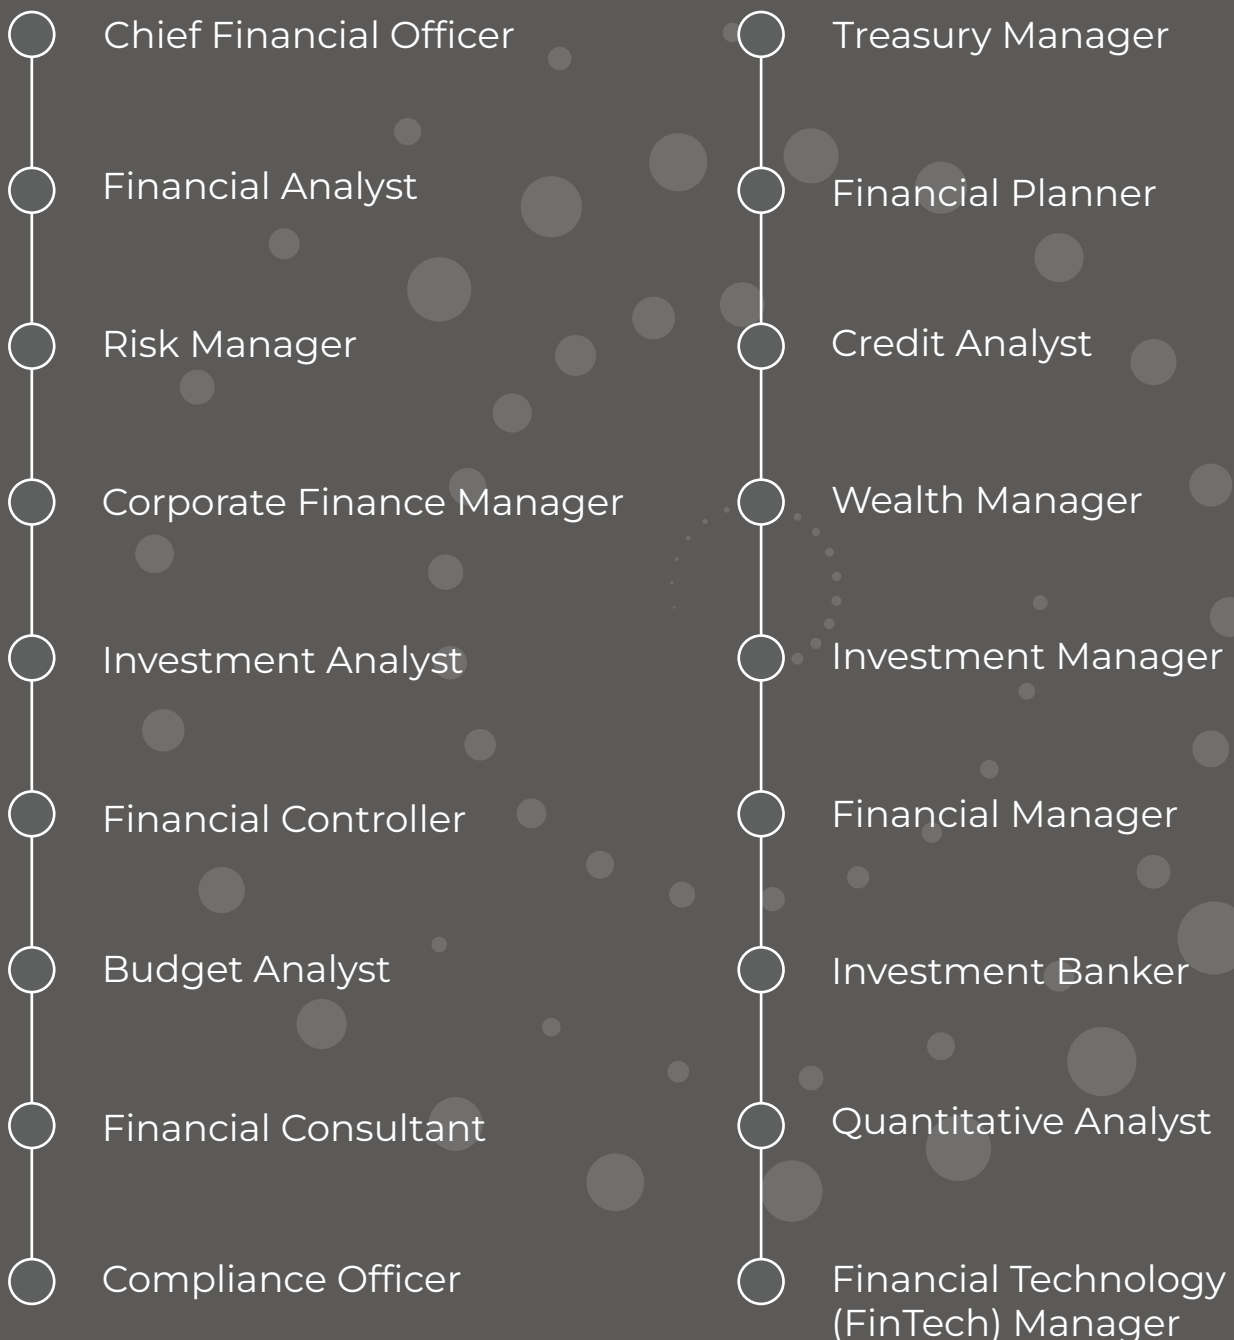 Chief Financial Officer
Financial Analyst
Risk Manager
Corporate Finance Manager
Investment Analyst
Financial Controller
Budget Analyst
Financial Consultant
Compliance Officer
Treasury Manager
Financial Planner
Credit Analyst
Wealth Manager
Investment Manager
Financial Manager
Investment Banker
Quantitative Analyst
Financial Technology
(FinTech) Manager